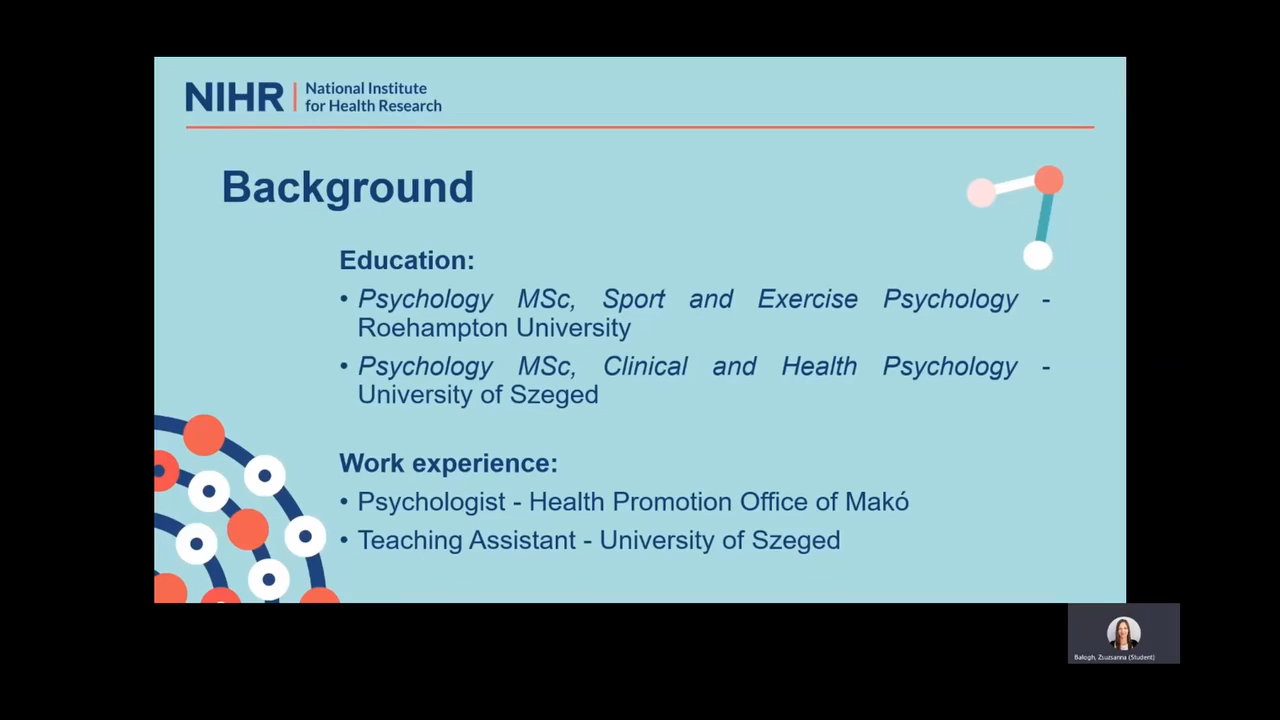 NIHR | National Institute
for Health Research
Background
Education:
• Psychology MSc, Sport and Exercise Psychology -
Roehampton University
• Psychology MSc, Clinical and Health Psychology -
University of Szeged
Work experience:
• Psychologist - Health Promotion Office of Makó
• Teaching Assistant - University of Szeged
Balogh, Zsuzsanna (Student)